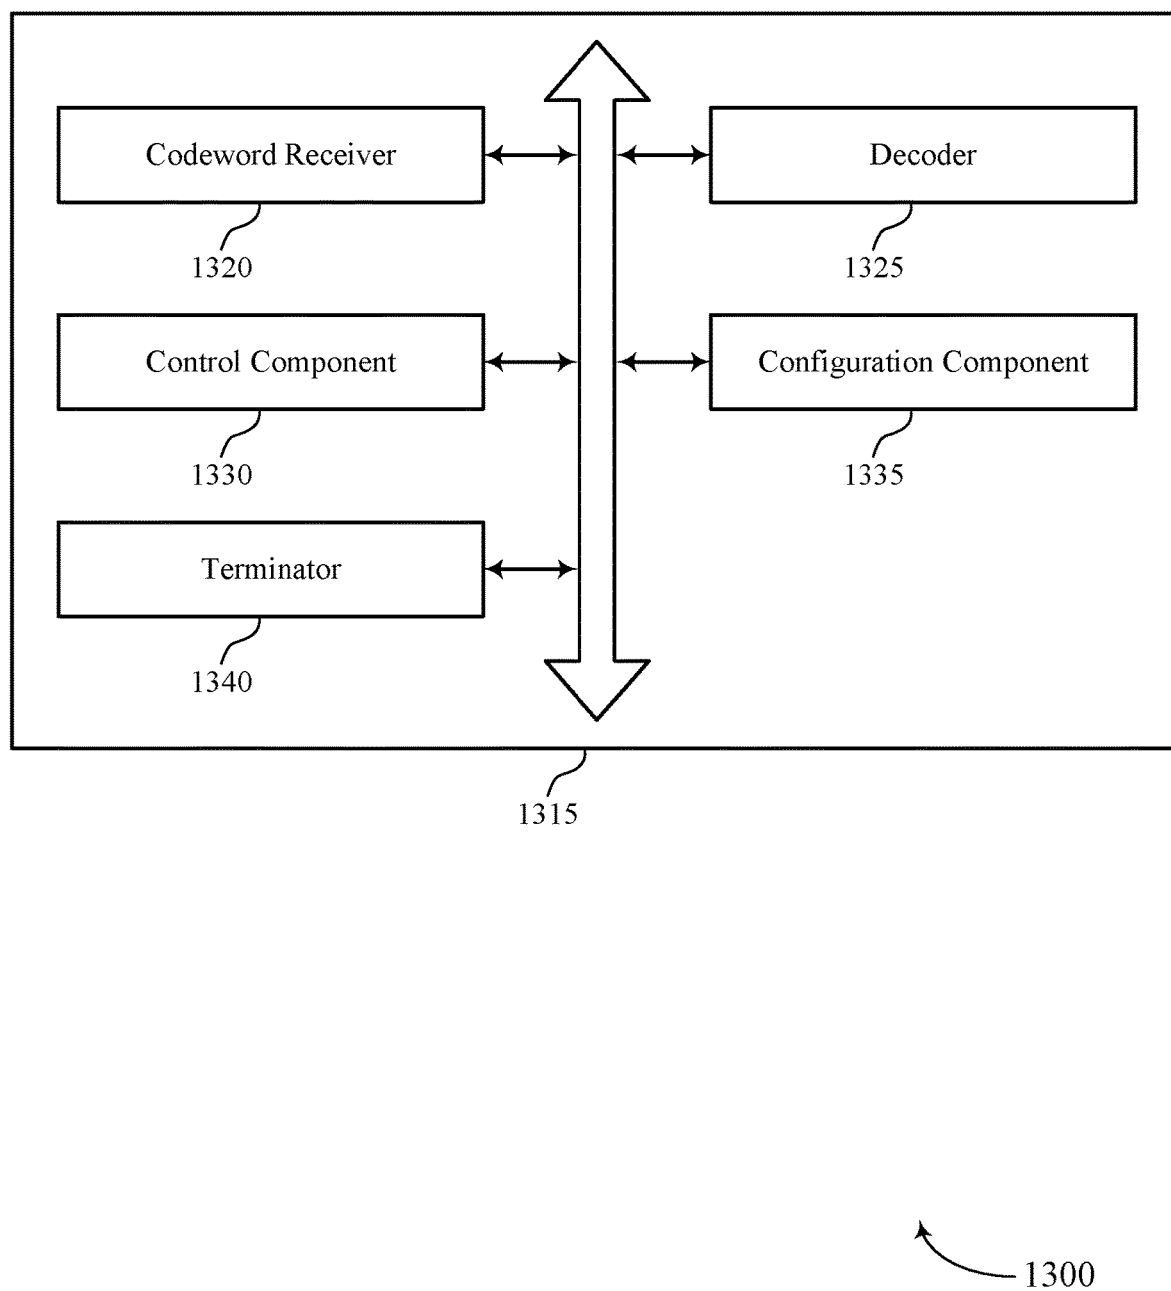 Codeword Receiver
1320
Decoder
1325
Control Component
1330
Configuration Component
1335
Terminator
1340
1315
1300